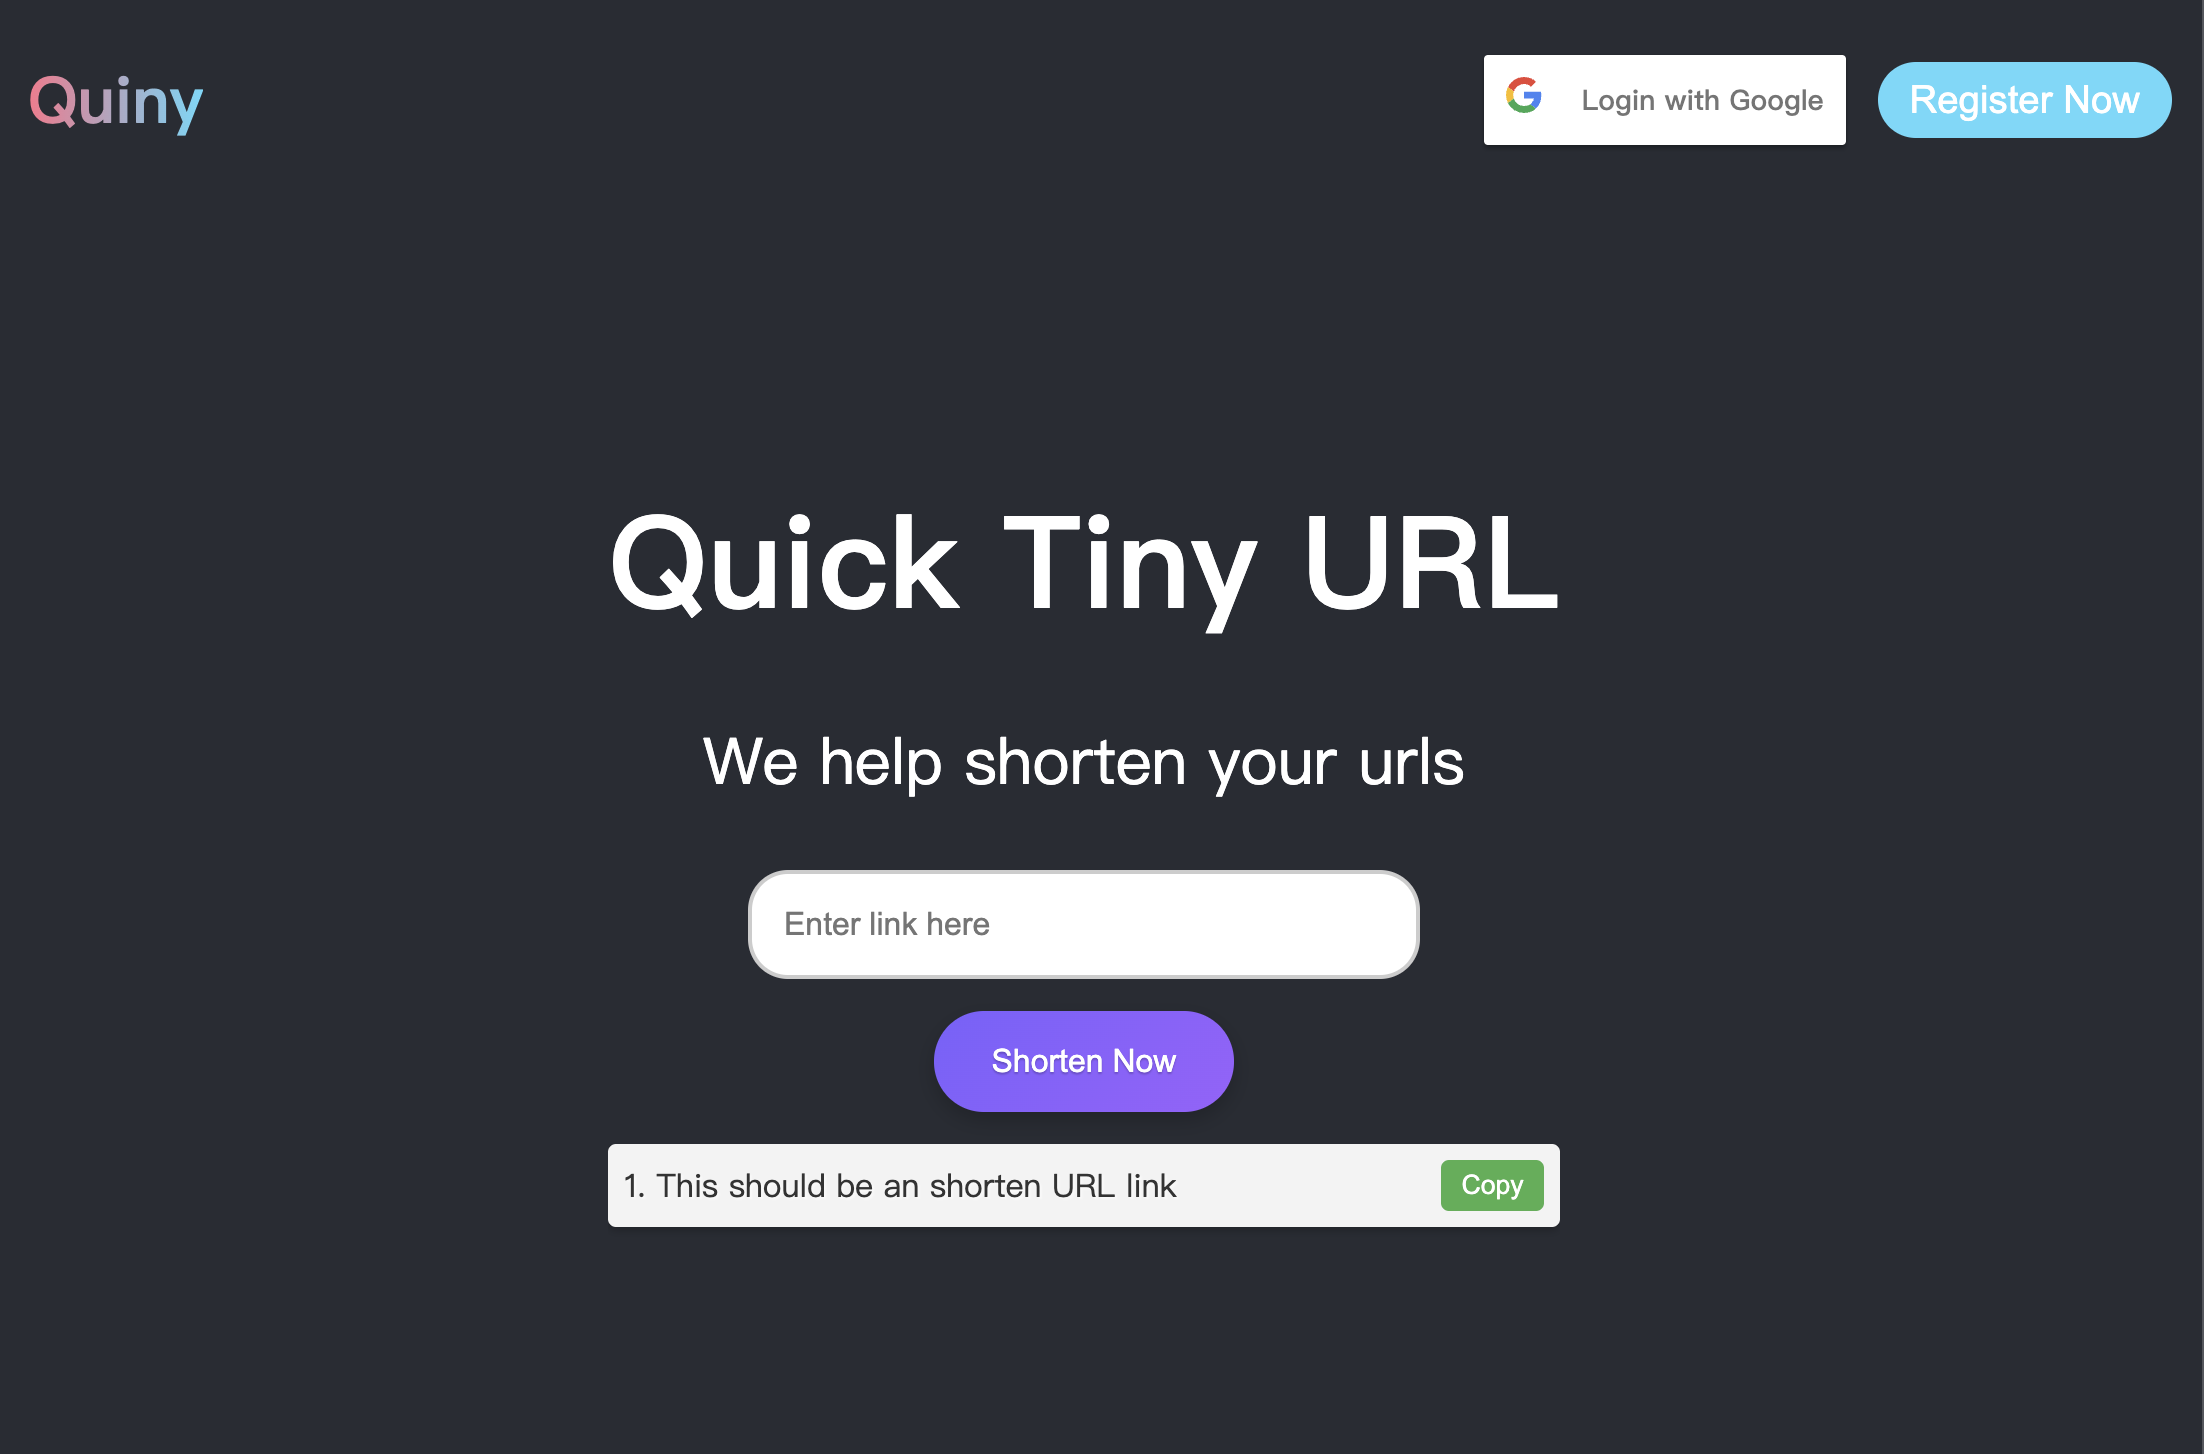 Quiny
Login with Google
Register Now
Quick Tiny URL
We help shorten your urls
Enter link here
Shorten Now
1. This should be an shorten URL link
Copy